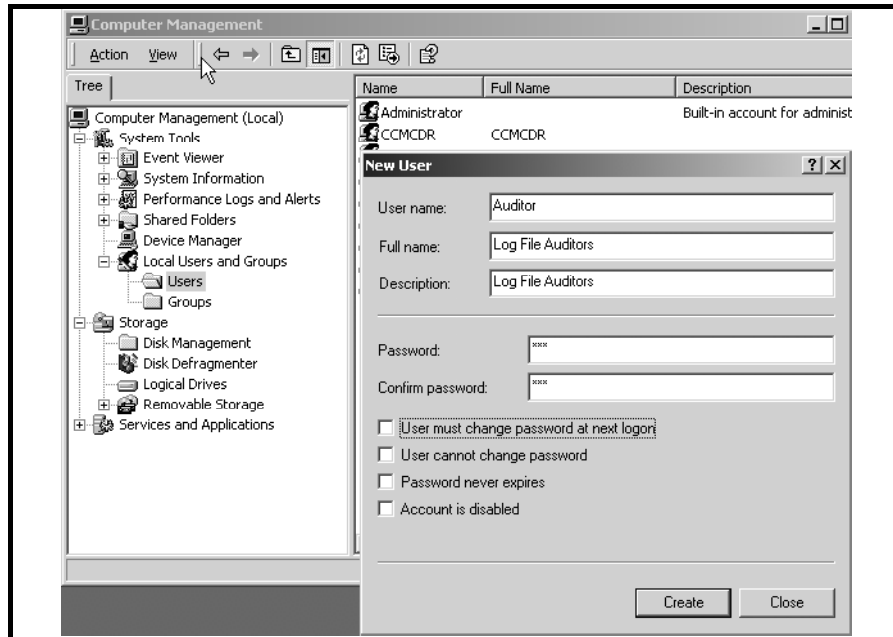 Computer Management
Action View
Tree
Name Full Name Description
Computer Management (Local)
System Tools
Event Viewer
System Information
Performance Logs and Alerts
Shared Folders
Device Manager
Local Users and Groups
Users
Groups
Storage
Disk Management
Disk Defragmenter
Logical Drives
Removable Storage
Services and Applications
Administrator Built-in account for administ
CCMCDR CCMCDR
New User
User name: Auditor
Full name: Log File Auditors
Description: Log File Auditors
Password: ***
Confirm password: ***
User must change password at next logon
User cannot change password
Password never expires
Account is disabled
Create Close